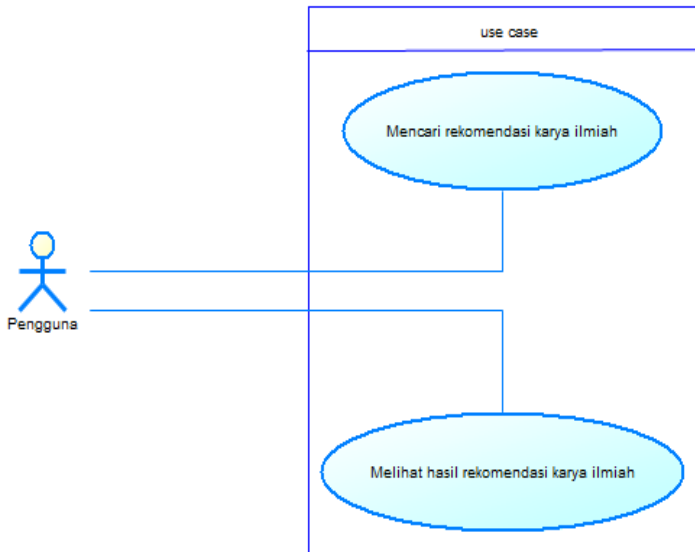 use case
Mencari rekomendasi karya ilmiah
Pengguna
Melihat hasil rekomendasi karya ilmiah